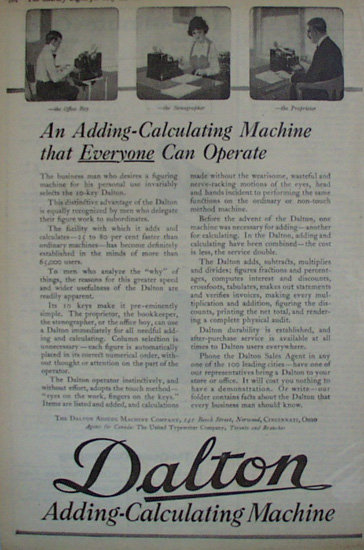 —the Office Boy
—the Stenographer
—the Proprietor
An Adding-Calculating Machine
that Everyone Can Operate
The business man who desires a figuring
machine for his personal use invariably
selects the 10-key Dalton.
This distinctive advantage of the Dalton
is equally recognized by men who delegate
their figure work to subordinates.
The facility with which it adds and
calculates—15 to 80 per cent faster than
ordinary machines—has become definitely
established in the minds of more than
65,000 users.
To men who analyze the "why" of
things, the reasons for this greater speed
and wider usefulness of the Dalton are
readily apparent.
Its 10 keys make it pre-eminently
simple. The proprietor, the bookkeeper,
the stenographer, or the office boy, can use
a Dalton immediately for all needful add-
ing and calculating. Column selection is
unnecessary—each figure is automatically
placed in its correct numerical order, with-
out thought or attention on the part of the
operator.
The Dalton operator instinctively, and
without effort, adopts the touch method—
"eyes on the work, fingers on the keys."
Items are listed and added, and calculations
made without the wearisome, wasteful and
nerve-racking motions of the eyes, head
and hands incident to performing the same
functions on the ordinary or non-touch
method machine.
Before the advent of the Dalton, one
machine was necessary for adding—another
for calculating. In the Dalton, adding and
calculating have been combined—the cost
is less, the service double.
The Dalton adds, subtracts, multiplies
and divides; figures fractions and percent-
ages, computes interest and discounts,
crossfoots, tabulates, makes out statements
and verifies invoices, making every mul-
tiplication and addition, figuring the dis-
counts, printing the net total, and render-
ing a complete physical audit.
Dalton durability is established, and
after-purchase service is available at all
times to Dalton users everywhere.
Phone the Dalton Sales Agent in any
one of the 100 leading cities—have one of
our representatives bring a Dalton to your
store or office. It will cost you nothing to
have a demonstration. Or write—our
folder contains facts about the Dalton that
every business man should know.
THE DALTON ADDING MACHINE COMPANY, Beech Street, Norwood, CINCINNATI, OHIO
Agents for Canada: The United Typewriter Company, Toronto and Branches
Dalton
Adding-Calculating Machine